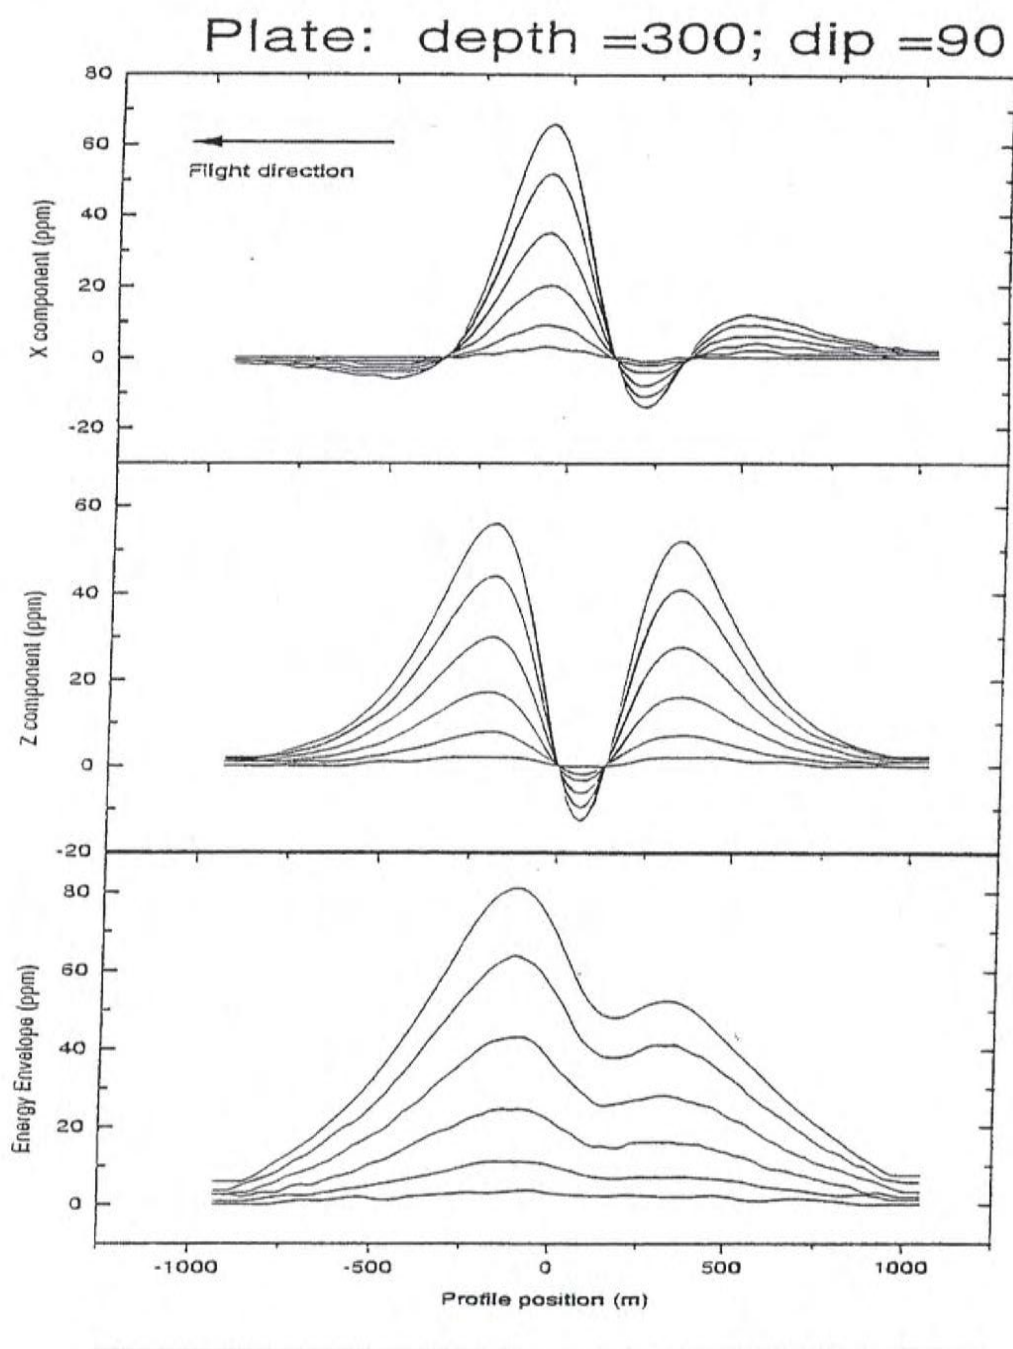 Plate: depth =300; dip =90
80
60
40
20
0
-20
X component (ppm)
Flight direction
60
40
20
0
-20
Z component (ppm)
80
60
40
20
0
Energy Envelope (ppm)
-1000 -500 0 500 1000
Profile position (m)